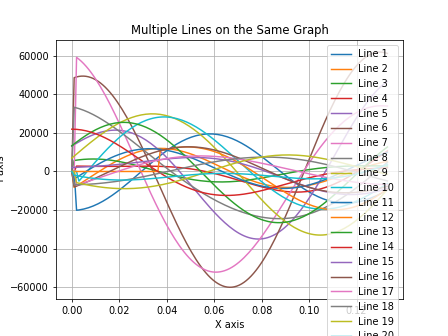 Multiple Lines on the Same Graph
60000
40000
20000
0
−20000
−40000
−60000
0.00
0.02
0.04
0.06
0.08
0.10
X axis
Line 1
Line 2
Line 3
Line 4
Line 5
Line 6
Line 7
Line 8
Line 9
Line 10
Line 11
Line 12
Line 13
Line 14
Line 15
Line 16
Line 17
Line 18
Line 19
Line 20